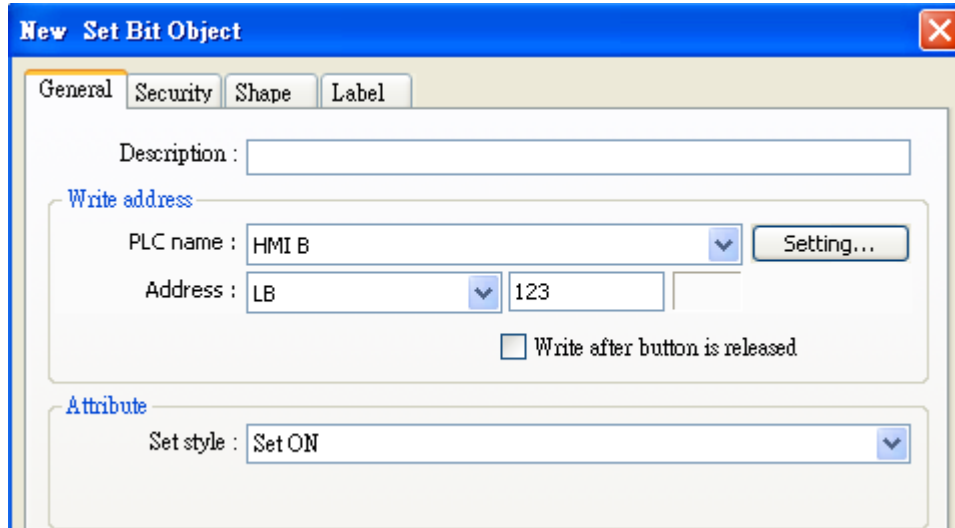 New Set Bit Object
General Security Shape Label
Description :
Write address
PLC name : HMI B Setting...
Address : LB 123
Write after button is released
Attribute
Set style : Set ON